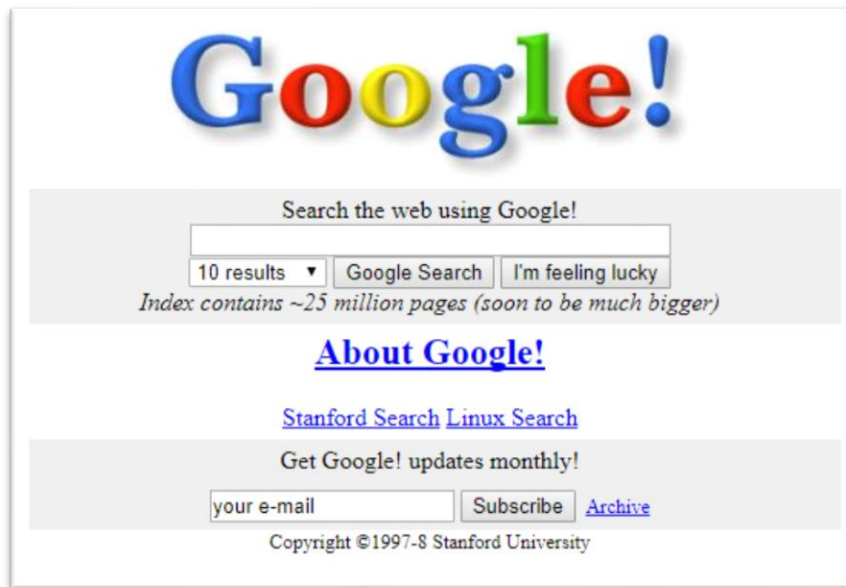 Google!
Search the web using Google!
10 results Google Search I'm feeling lucky
Index contains ~25 million pages (soon to be much bigger)
About Google!
Stanford Search Linux Search
Get Google! updates monthly!
your e-mail Subscribe Archive
Copyright ©1997-8 Stanford University